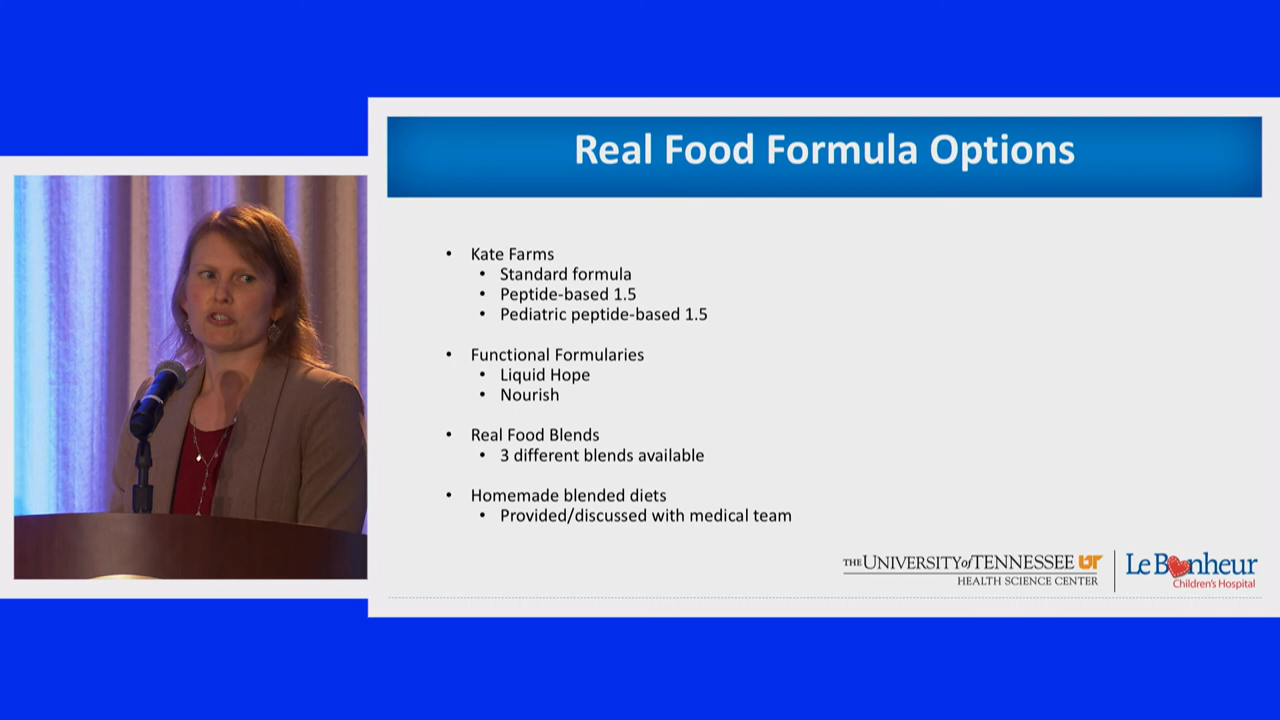 Real Food Formula Options
• Kate Farms
• Standard formula
• Peptide-based 1.5
• Pediatric peptide-based 1.5
• Functional Formularies
• Liquid Hope
• Nourish
• Real Food Blends
• 3 different blends available
• Homemade blended diets
• Provided/discussed with medical team
THE UNIVERSITY of TENNESSEE UT
HEALTH SCIENCE CENTER
Le Bonheur
Children's Hospital